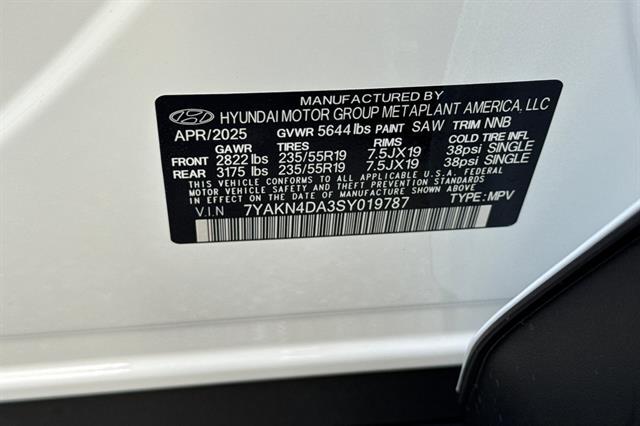 MANUFACTURED BY
HYUNDAI MOTOR GROUP METAPLANT AMERICA, LLC
APR/2025 GVWR 5644 lbs PAINT SAW TRIM NNB
GAWR TIRES RIMS COLD TIRE INFL
FRONT 2822 lbs 235/55R19 7.5JX19 38psi SINGLE
REAR 3175 lbs 235/55R19 7.5JX19 38psi SINGLE
THIS VEHICLE CONFORMS TO ALL APPLICABLE U.S.A. FEDERAL
MOTOR VEHICLE SAFETY AND THEFT PREVENTION STANDARDS
IN EFFECT ON THE DATE OF MANUFACTURE SHOWN ABOVE.
V.I.N 7YAKN4DA3SY019787 TYPE: MPV